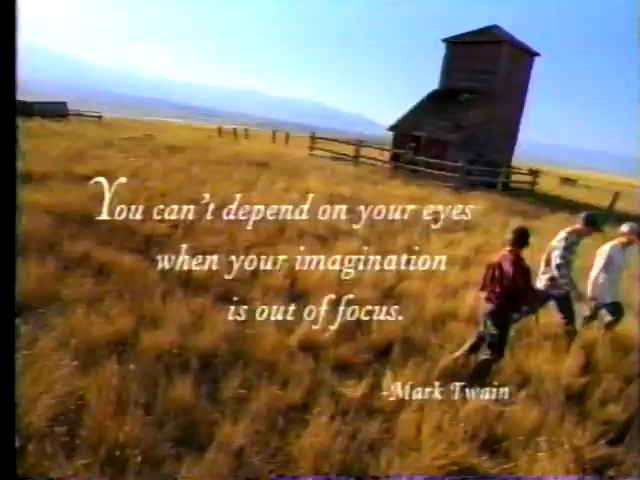 You can't depend on your eyes
when your imagination
is out of focus.
-Mark Twain